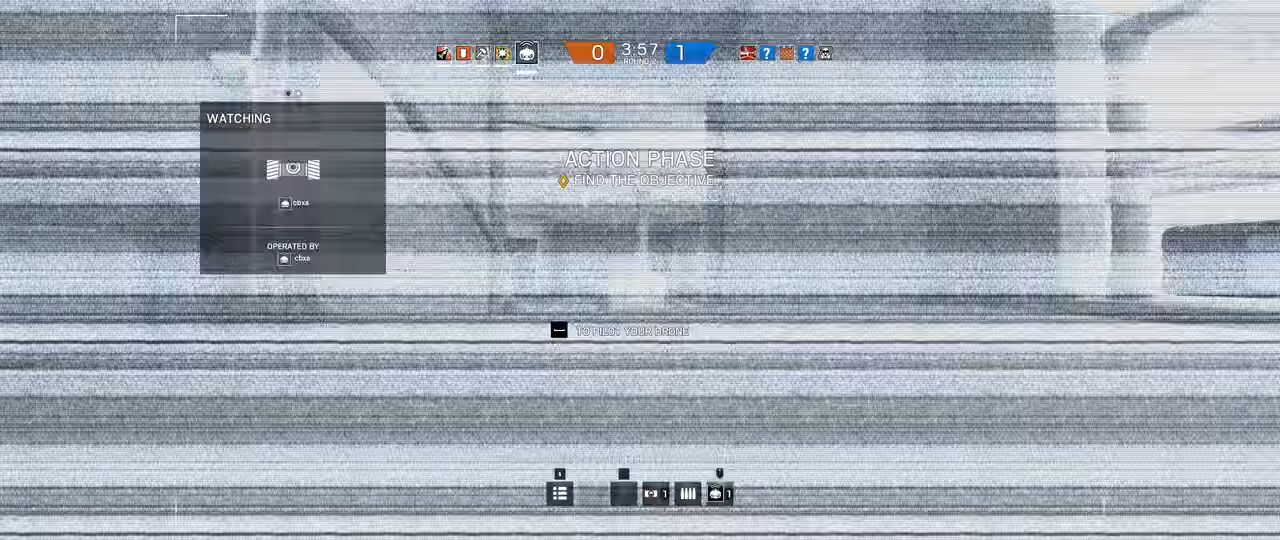 0 3:57 1
ROUND 2
WATCHING
ACTION PHASE
FIND THE OBJECTIVE
cbxa
OPERATED BY
cbxa
TO PILOT YOUR DRONE
1 1